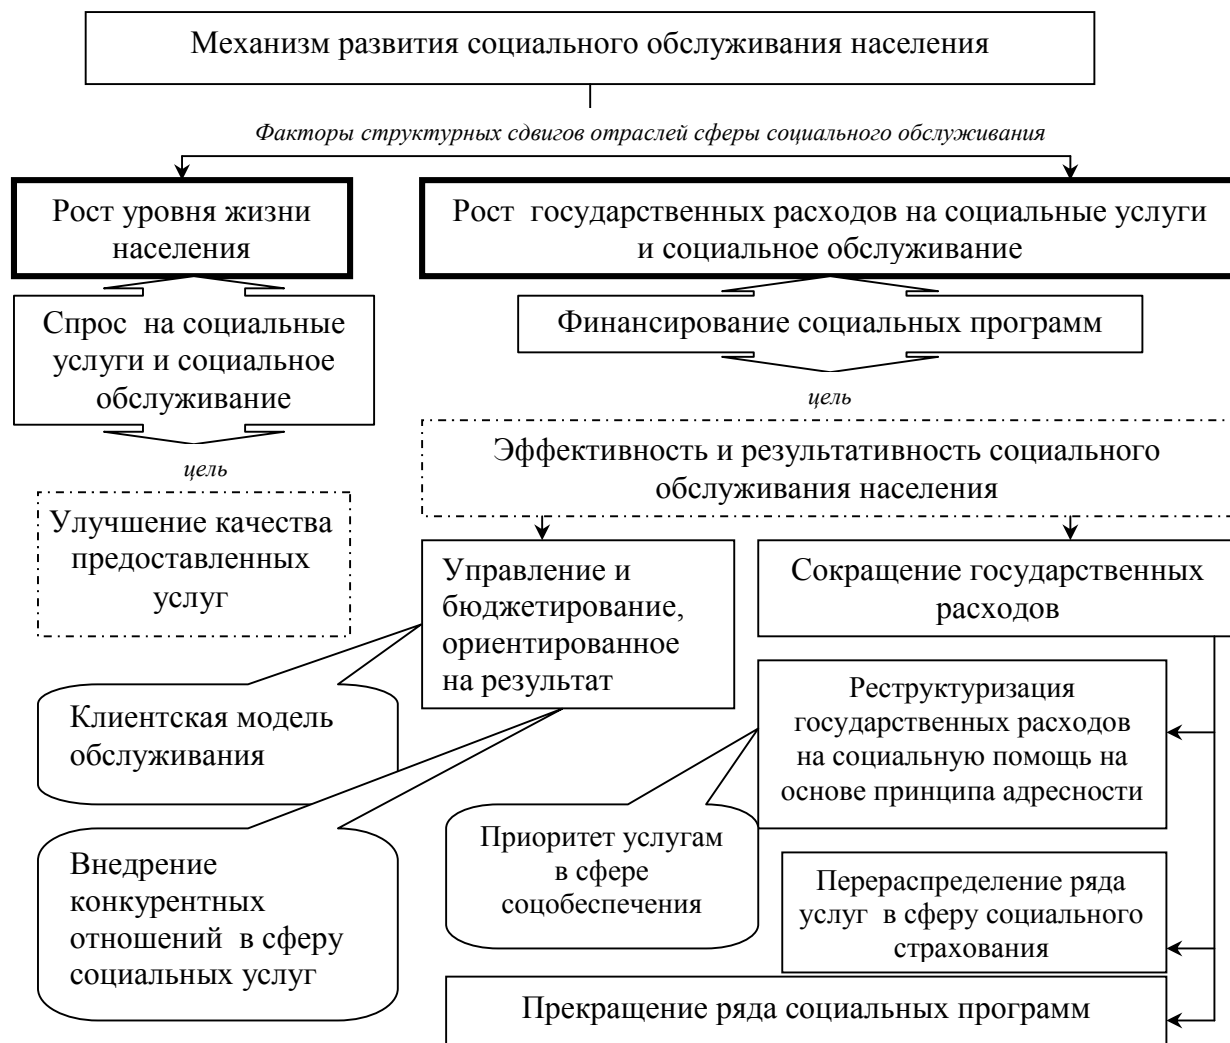 Механизм развития социального обслуживания населения
Факторы структурных сдвигов отраслей сферы социального обслуживания
Рост уровня жизни
населения
Рост государственных расходов на социальные услуги
и социальное обслуживание
Спрос на социальные
услуги и социальное
обслуживание
Финансирование социальных программ
цель
цель
Улучшение качества
предоставленных
услуг
Эффективность и результативность социального
обслуживания населения
Управление и
бюджетирование,
ориентированное
на результат
Сокращение государственных
расходов
Клиентская модель
обслуживания
Реструктуризация
государственных расходов
на социальную помощь на
основе принципа адресности
Внедрение
конкурентных
отношений в сферу
социальных услуг
Приоритет услугам
в сфере
соцобеспечения
Перераспределение ряда
услуг в сферу социального
страхования
Прекращение ряда социальных программ